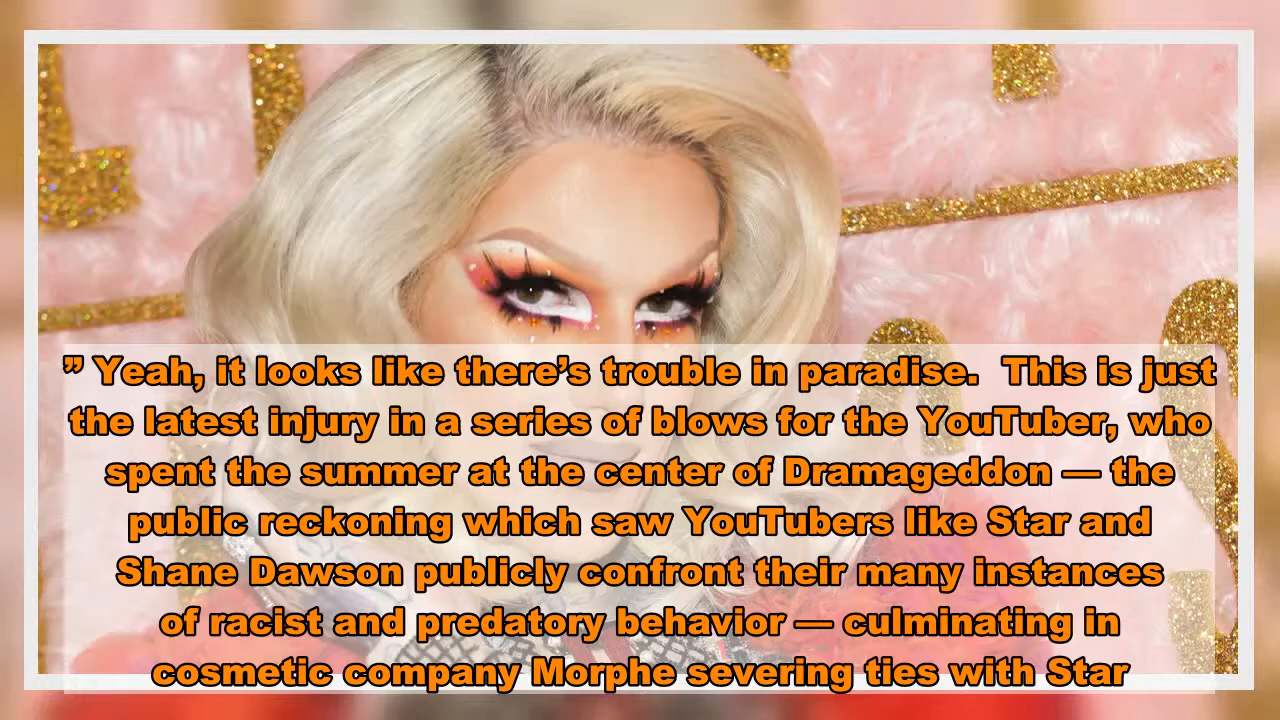 ” Yeah, it looks like there’s trouble in paradise.  This is just
the latest injury in a series of blows for the YouTuber, who
spent the summer at the center of Dramageddon — the
public reckoning which saw YouTubers like Star and
Shane Dawson publicly confront their many instances
of racist and predatory behavior — culminating in
cosmetic company Morphe severing ties with Star